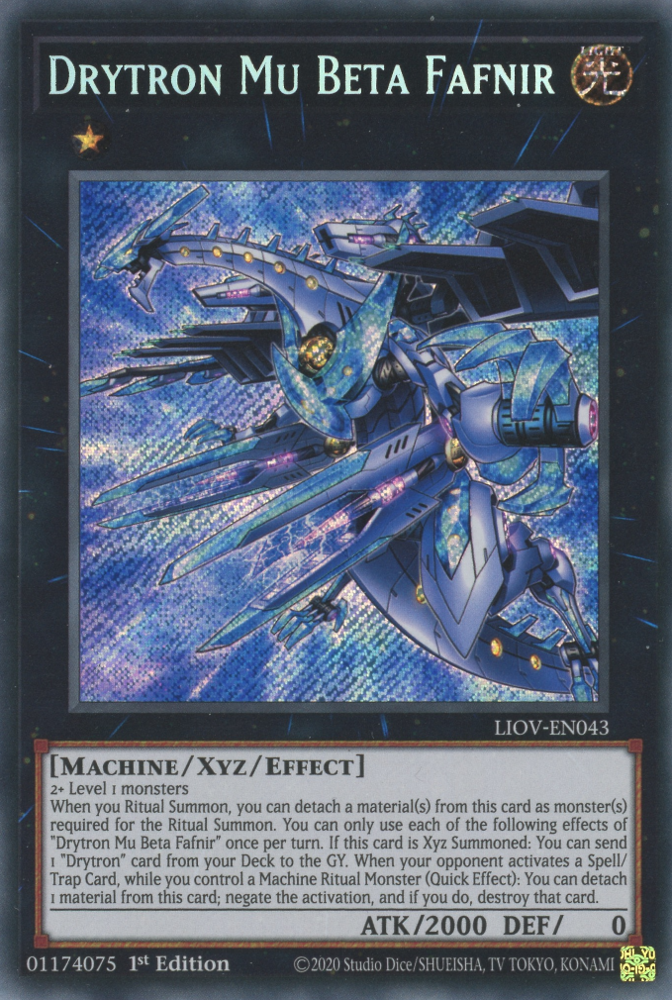 DRYTRON MU BETA FAFNIR
LIGHT
光
LIOV-EN043
[MACHINE/XYZ/EFFECT]
2+ Level 1 monsters
When you Ritual Summon, you can detach a material(s) from this card as monster(s)
required for the Ritual Summon. You can only use each of the following effects of
"Drytron Mu Beta Fafnir" once per turn. If this card is Xyz Summoned: You can send
1 "Drytron" card from your Deck to the GY. When your opponent activates a Spell/
Trap Card, while you control a Machine Ritual Monster (Quick Effect): You can detach
1 material from this card; negate the activation, and if you do, destroy that card.
ATK/2000 DEF/ 0
01174075 1st Edition ©2020 Studio Dice/SHUEISHA, TV TOKYO, KONAMI